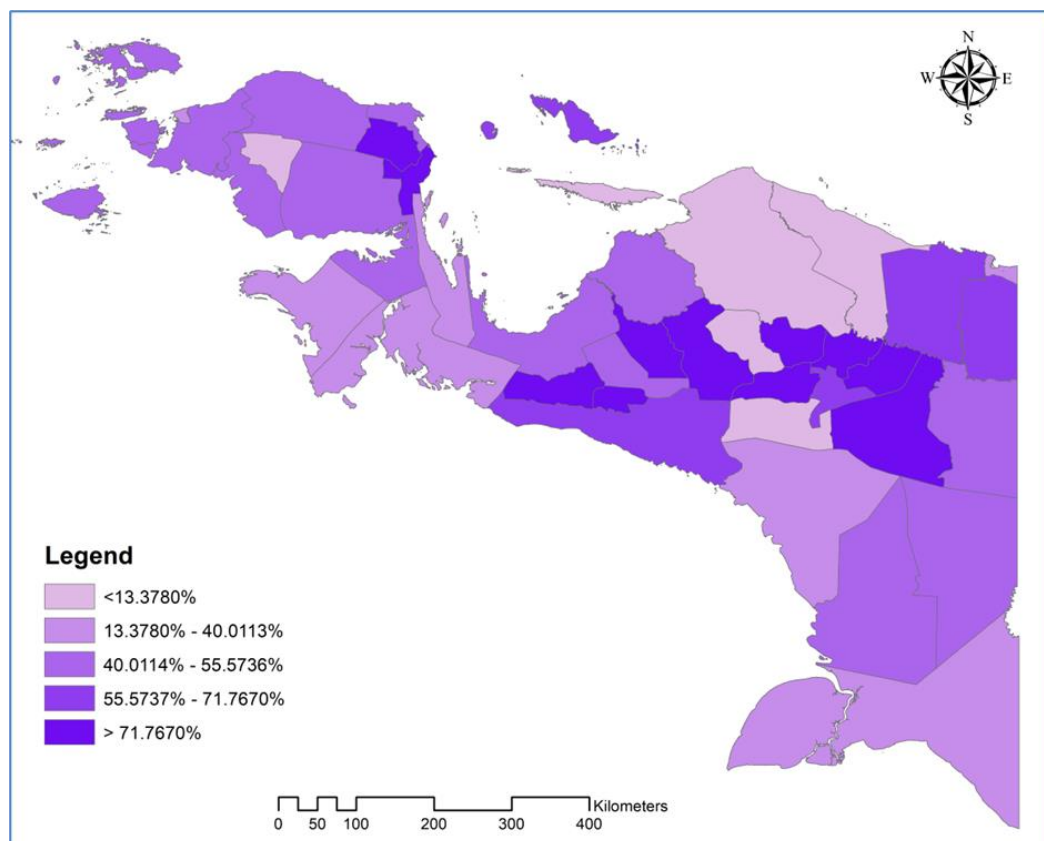 N
W E
S
Legend
<13.3780%
13.3780% - 40.0113%
40.0114% - 55.5736%
55.5737% - 71.7670%
> 71.7670%
Kilometers
0 50 100 200 300 400